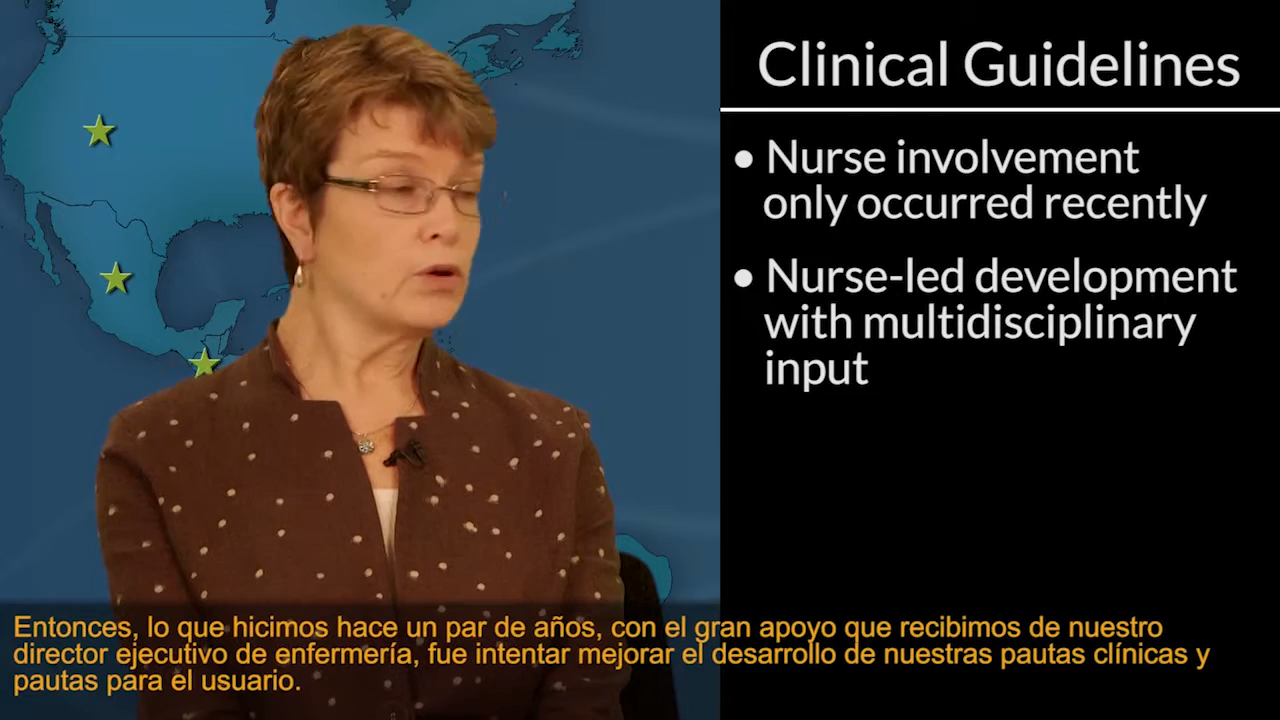 Clinical Guidelines
• Nurse involvement
only occurred recently
• Nurse-led development
with multidisciplinary
input
Entonces, lo que hicimos hace un par de años, con el gran apoyo que recibimos de nuestro
director ejecutivo de enfermería, fue intentar mejorar el desarrollo de nuestras pautas clínicas y
pautas para el usuario.